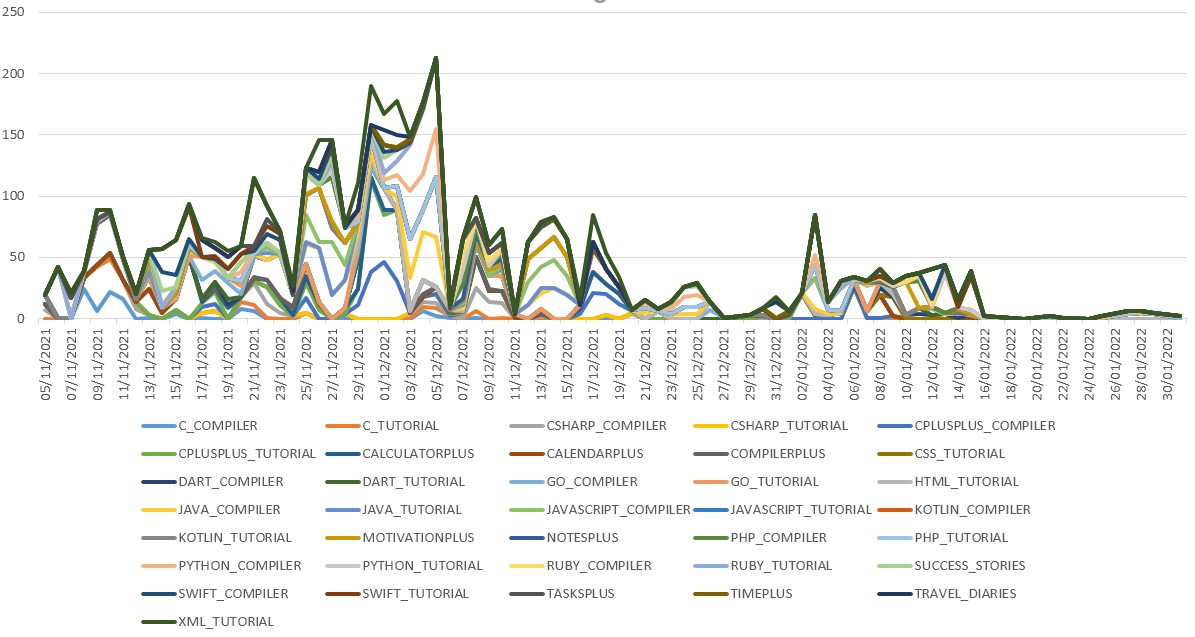 250
200
150
100
50
0
05/11/2021 07/11/2021 09/11/2021 11/11/2021 13/11/2021 15/11/2021 17/11/2021 19/11/2021 21/11/2021 23/11/2021 25/11/2021 27/11/2021 29/11/2021 01/12/2021 03/12/2021 05/12/2021 07/12/2021 09/12/2021 11/12/2021 13/12/2021 15/12/2021 17/12/2021 19/12/2021 21/12/2021 23/12/2021 25/12/2021 27/12/2021 29/12/2021 31/12/2021 02/01/2022 04/01/2022 06/01/2022 08/01/2022 10/01/2022 12/01/2022 14/01/2022 16/01/2022 18/01/2022 20/01/2022 22/01/2022 24/01/2022 26/01/2022 28/01/2022 30/01/2022
C_COMPILER C_TUTORIAL CSHARP_COMPILER CSHARP_TUTORIAL CPLUSPLUS_COMPILER
CPLUSPLUS_TUTORIAL CALCULATORPLUS CALENDARPLUS COMPILERPLUS CSS_TUTORIAL
DART_COMPILER DART_TUTORIAL GO_COMPILER GO_TUTORIAL HTML_TUTORIAL
JAVA_COMPILER JAVA_TUTORIAL JAVASCRIPT_COMPILER JAVASCRIPT_TUTORIAL KOTLIN_COMPILER
KOTLIN_TUTORIAL MOTIVATIONPLUS NOTESPLUS PHP_COMPILER PHP_TUTORIAL
PYTHON_COMPILER PYTHON_TUTORIAL RUBY_COMPILER RUBY_TUTORIAL SUCCESS_STORIES
SWIFT_COMPILER SWIFT_TUTORIAL TASKSPLUS TIMEPLUS TRAVEL_DIARIES
XML_TUTORIAL